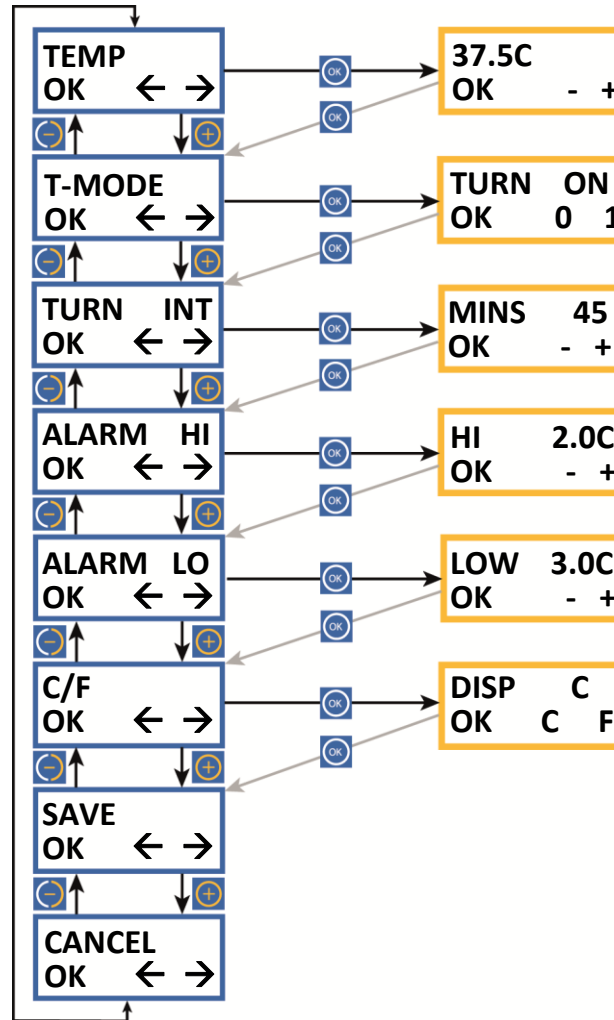 TEMP
OK ← →
OK
OK
37.5C
OK - +
T-MODE
OK ← →
OK
OK
TURN ON
OK 0 1
TURN INT
OK ← →
OK
OK
MINS 45
OK - +
ALARM HI
OK ← →
OK
OK
HI 2.0C
OK - +
ALARM LO
OK ← →
OK
OK
LOW 3.0C
OK - +
C/F
OK ← →
OK
OK
DISP C
OK C F
SAVE
OK ← →
CANCEL
OK ← →